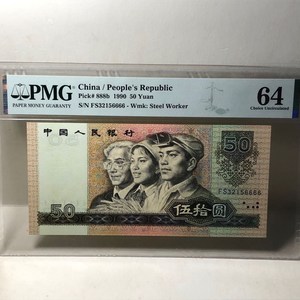 PMG
PAPER MONEY GUARANTY
China / People's Republic
Pick# 888b 1990 50 Yuan
S/N FS32156666 - Wmk: Steel Worker
64
Choice Uncirculated
中国人民银行
50
FS32156666
50
伍拾圆